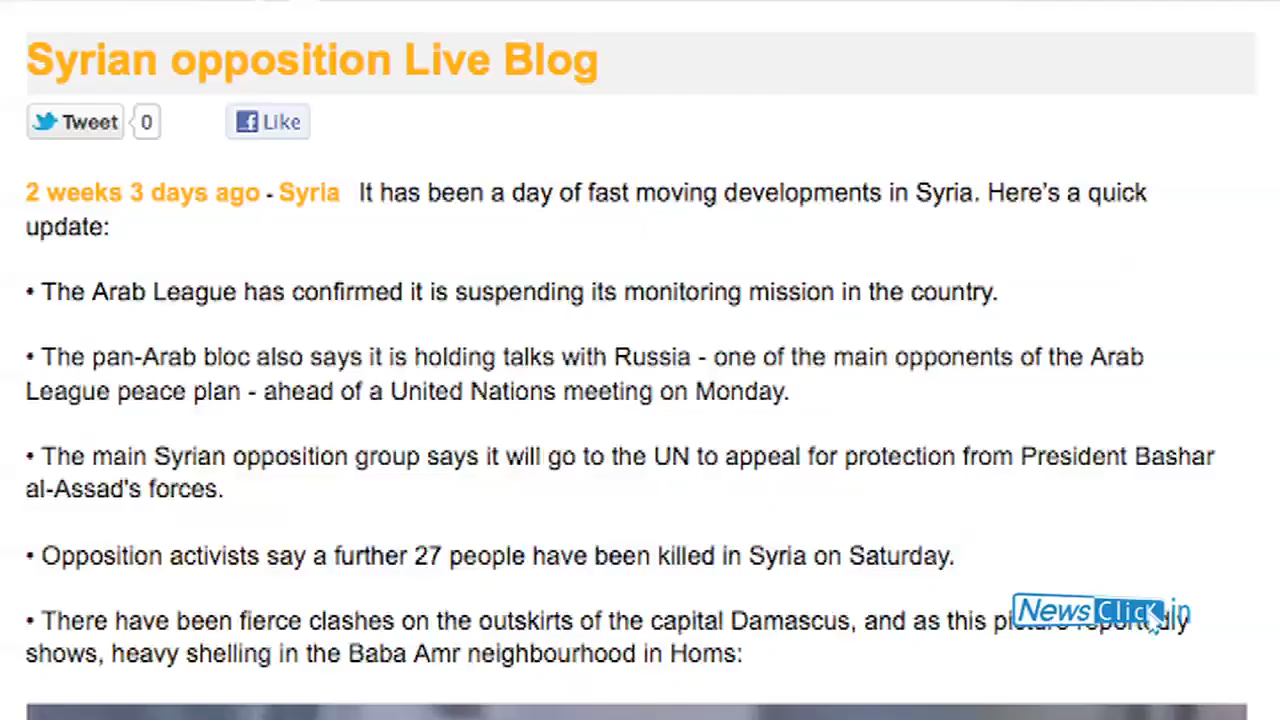 Syrian opposition Live Blog
Tweet 0 Like
2 weeks 3 days ago - Syria It has been a day of fast moving developments in Syria. Here's a quick
update:
• The Arab League has confirmed it is suspending its monitoring mission in the country.
• The pan-Arab bloc also says it is holding talks with Russia - one of the main opponents of the Arab
League peace plan - ahead of a United Nations meeting on Monday.
• The main Syrian opposition group says it will go to the UN to appeal for protection from President Bashar
al-Assad's forces.
• Opposition activists say a further 27 people have been killed in Syria on Saturday.
• There have been fierce clashes on the outskirts of the capital Damascus, and as this picture reportedly
shows, heavy shelling in the Baba Amr neighbourhood in Homs:
NewsClick.in